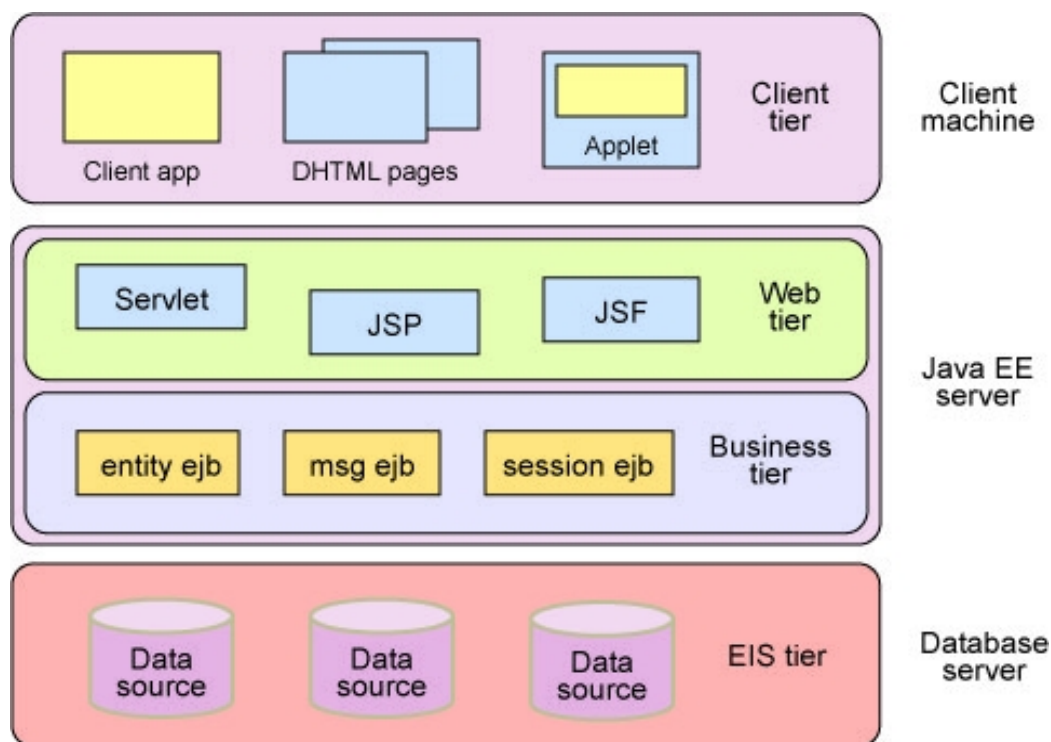 Client app
DHTML pages
Applet
Client
tier
Client
machine
Servlet
JSP
JSF
Web
tier
Java EE
server
entity ejb
msg ejb
session ejb
Business
tier
Data
source
Data
source
Data
source
EIS tier
Database
server